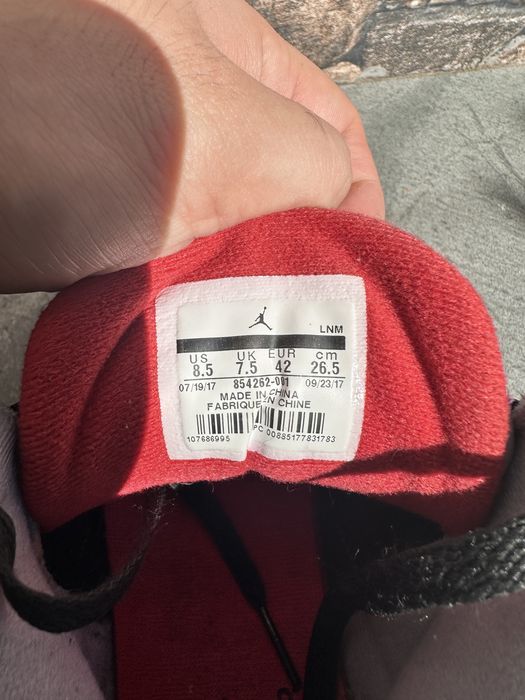 LNM
US UK EUR cm
8.5 7.5 42 26.5
07/19/17 854262-001 09/23/17
MADE IN CHINA
FABRIQUE EN CHINE
107686995 PC 00885177831783